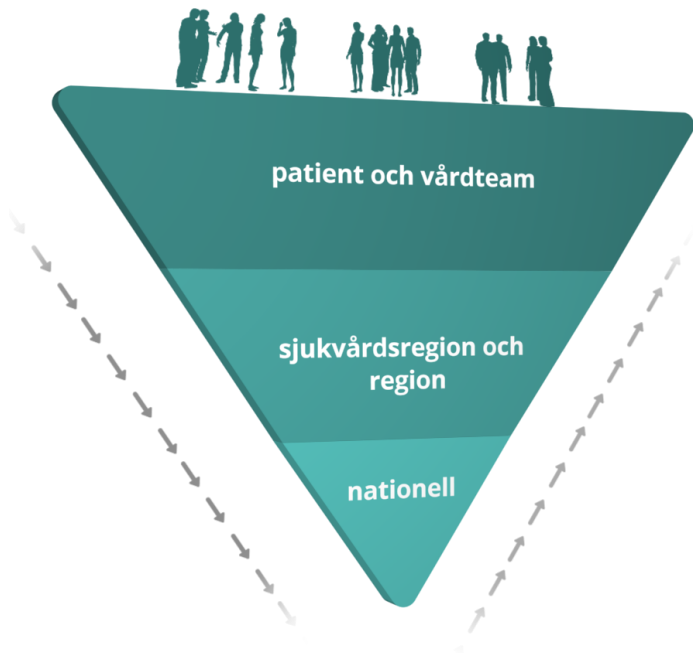 patient och vårdteam
sjukvårdsregion och
region
nationell